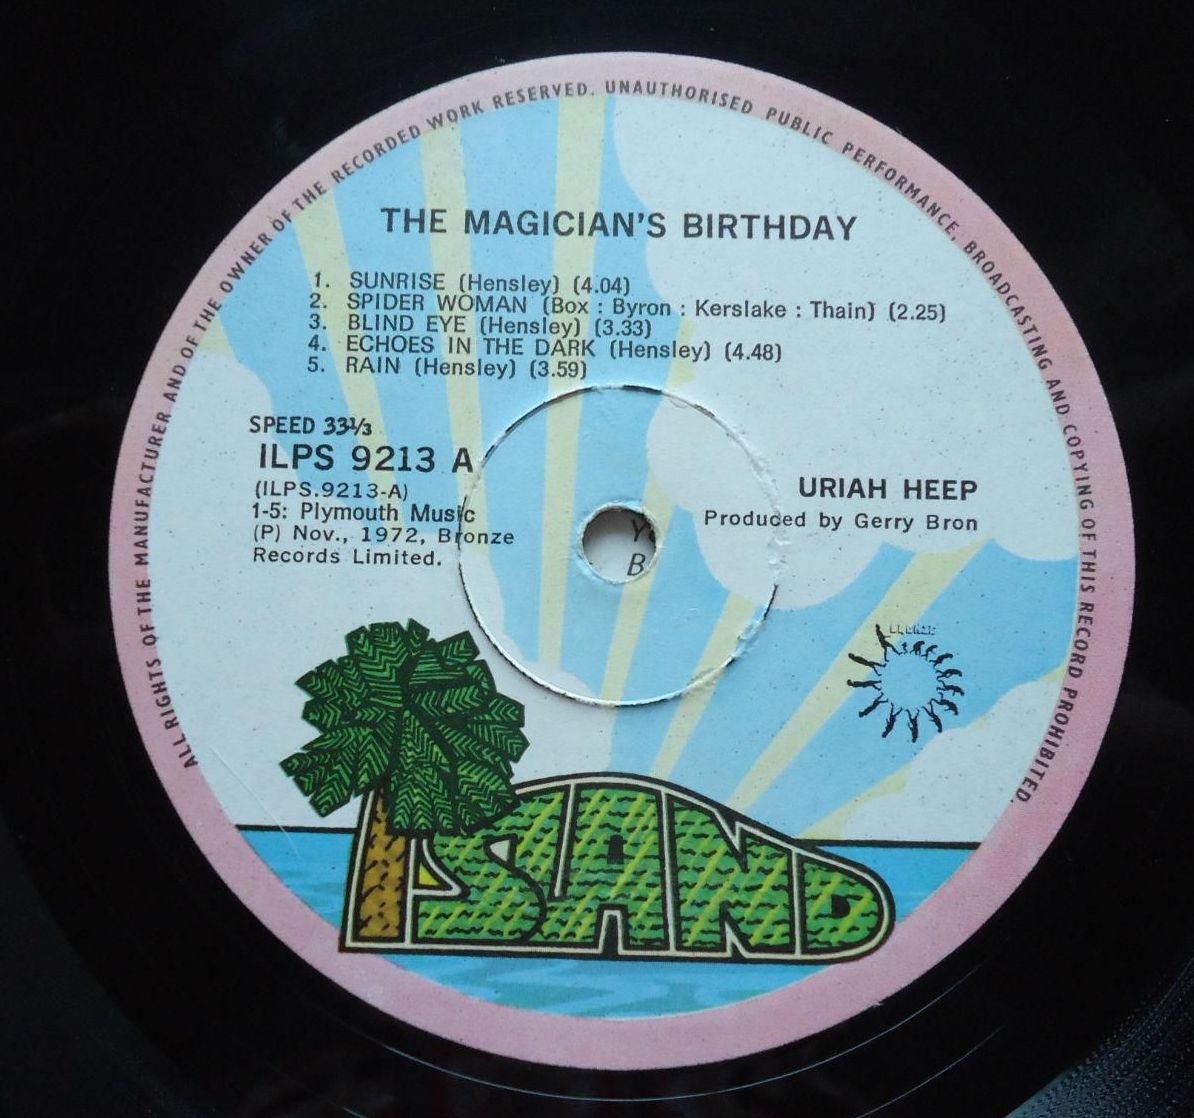 ALL RIGHTS OF THE MANUFACTURER AND OF THE OWNER OF THE RECORDED WORK RESERVED. UNAUTHORISED PUBLIC PERFORMANCE, BROADCASTING AND COPYING OF THIS RECORD PROHIBITED.
THE MAGICIAN'S BIRTHDAY
1. SUNRISE (Hensley) (4.04)
2. SPIDER WOMAN (Box : Byron : Kerslake : Thain) (2.25)
3. BLIND EYE (Hensley) (3.33)
4. ECHOES IN THE DARK (Hensley) (4.48)
5. RAIN (Hensley) (3.59)
SPEED 33⅓
ILPS 9213 A
(ILPS.9213-A)
1-5: Plymouth Music
(P) Nov., 1972, Bronze
Records Limited.
URIAH HEEP
Produced by Gerry Bron
BRONZE
ISLAND